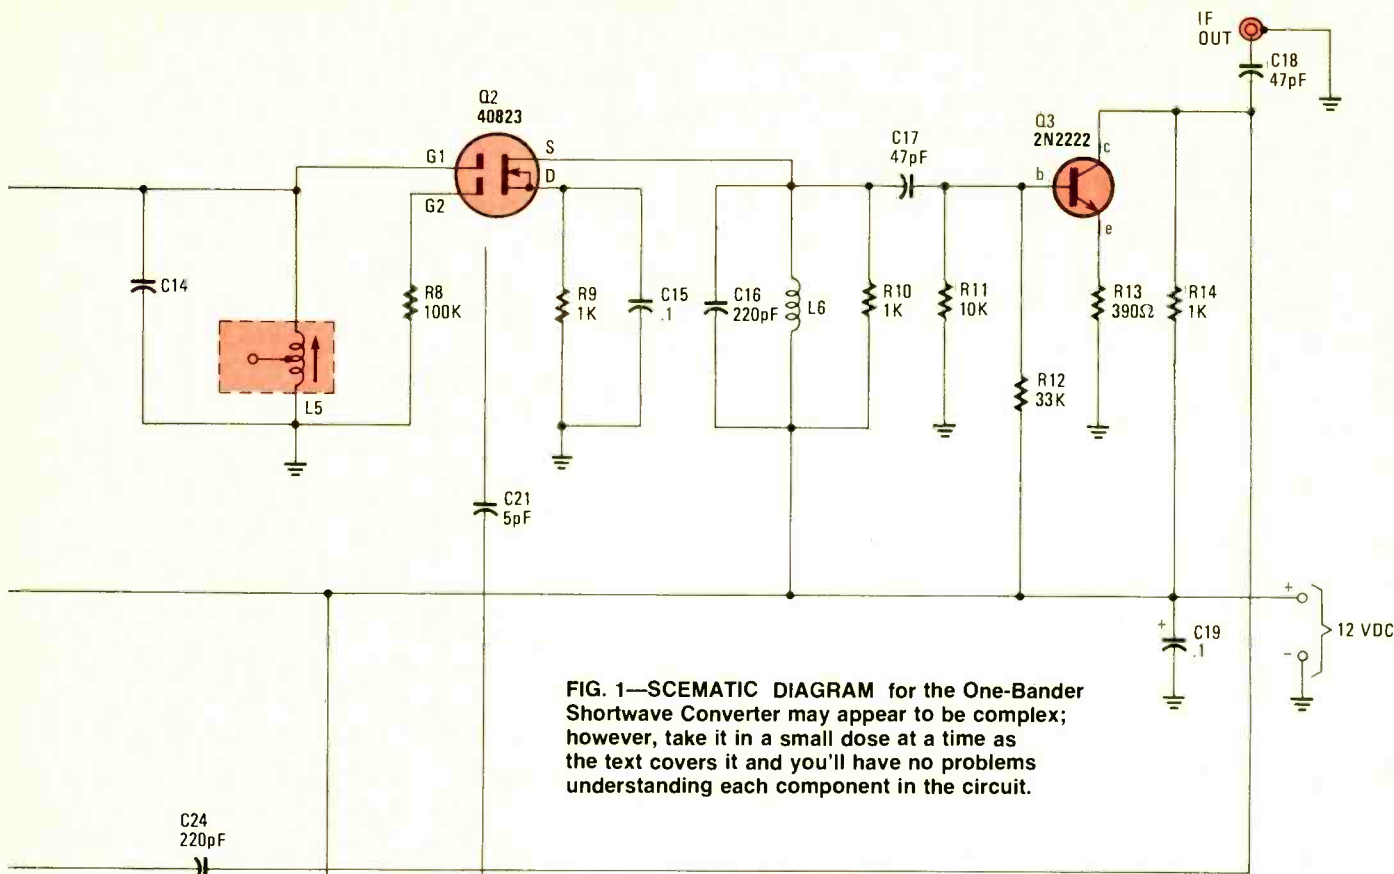 IF
OUT
C18
47pF
Q2
40823
Q3
2N2222
G1
S
C17
47pF
c
D
b
G2
e
C14
R8
100K
R9
1K
C15
.1
C16
220pF
L6
R10
1K
R11
10K
R13
390Ω
R14
1K
L5
R12
33K
C21
5pF
+
12 VDC
-
+
C19
.1
FIG. 1—SCEMATIC DIAGRAM for the One-Bander
Shortwave Converter may appear to be complex;
however, take it in a small dose at a time as
the text covers it and you'll have no problems
understanding each component in the circuit.
C24
220pF